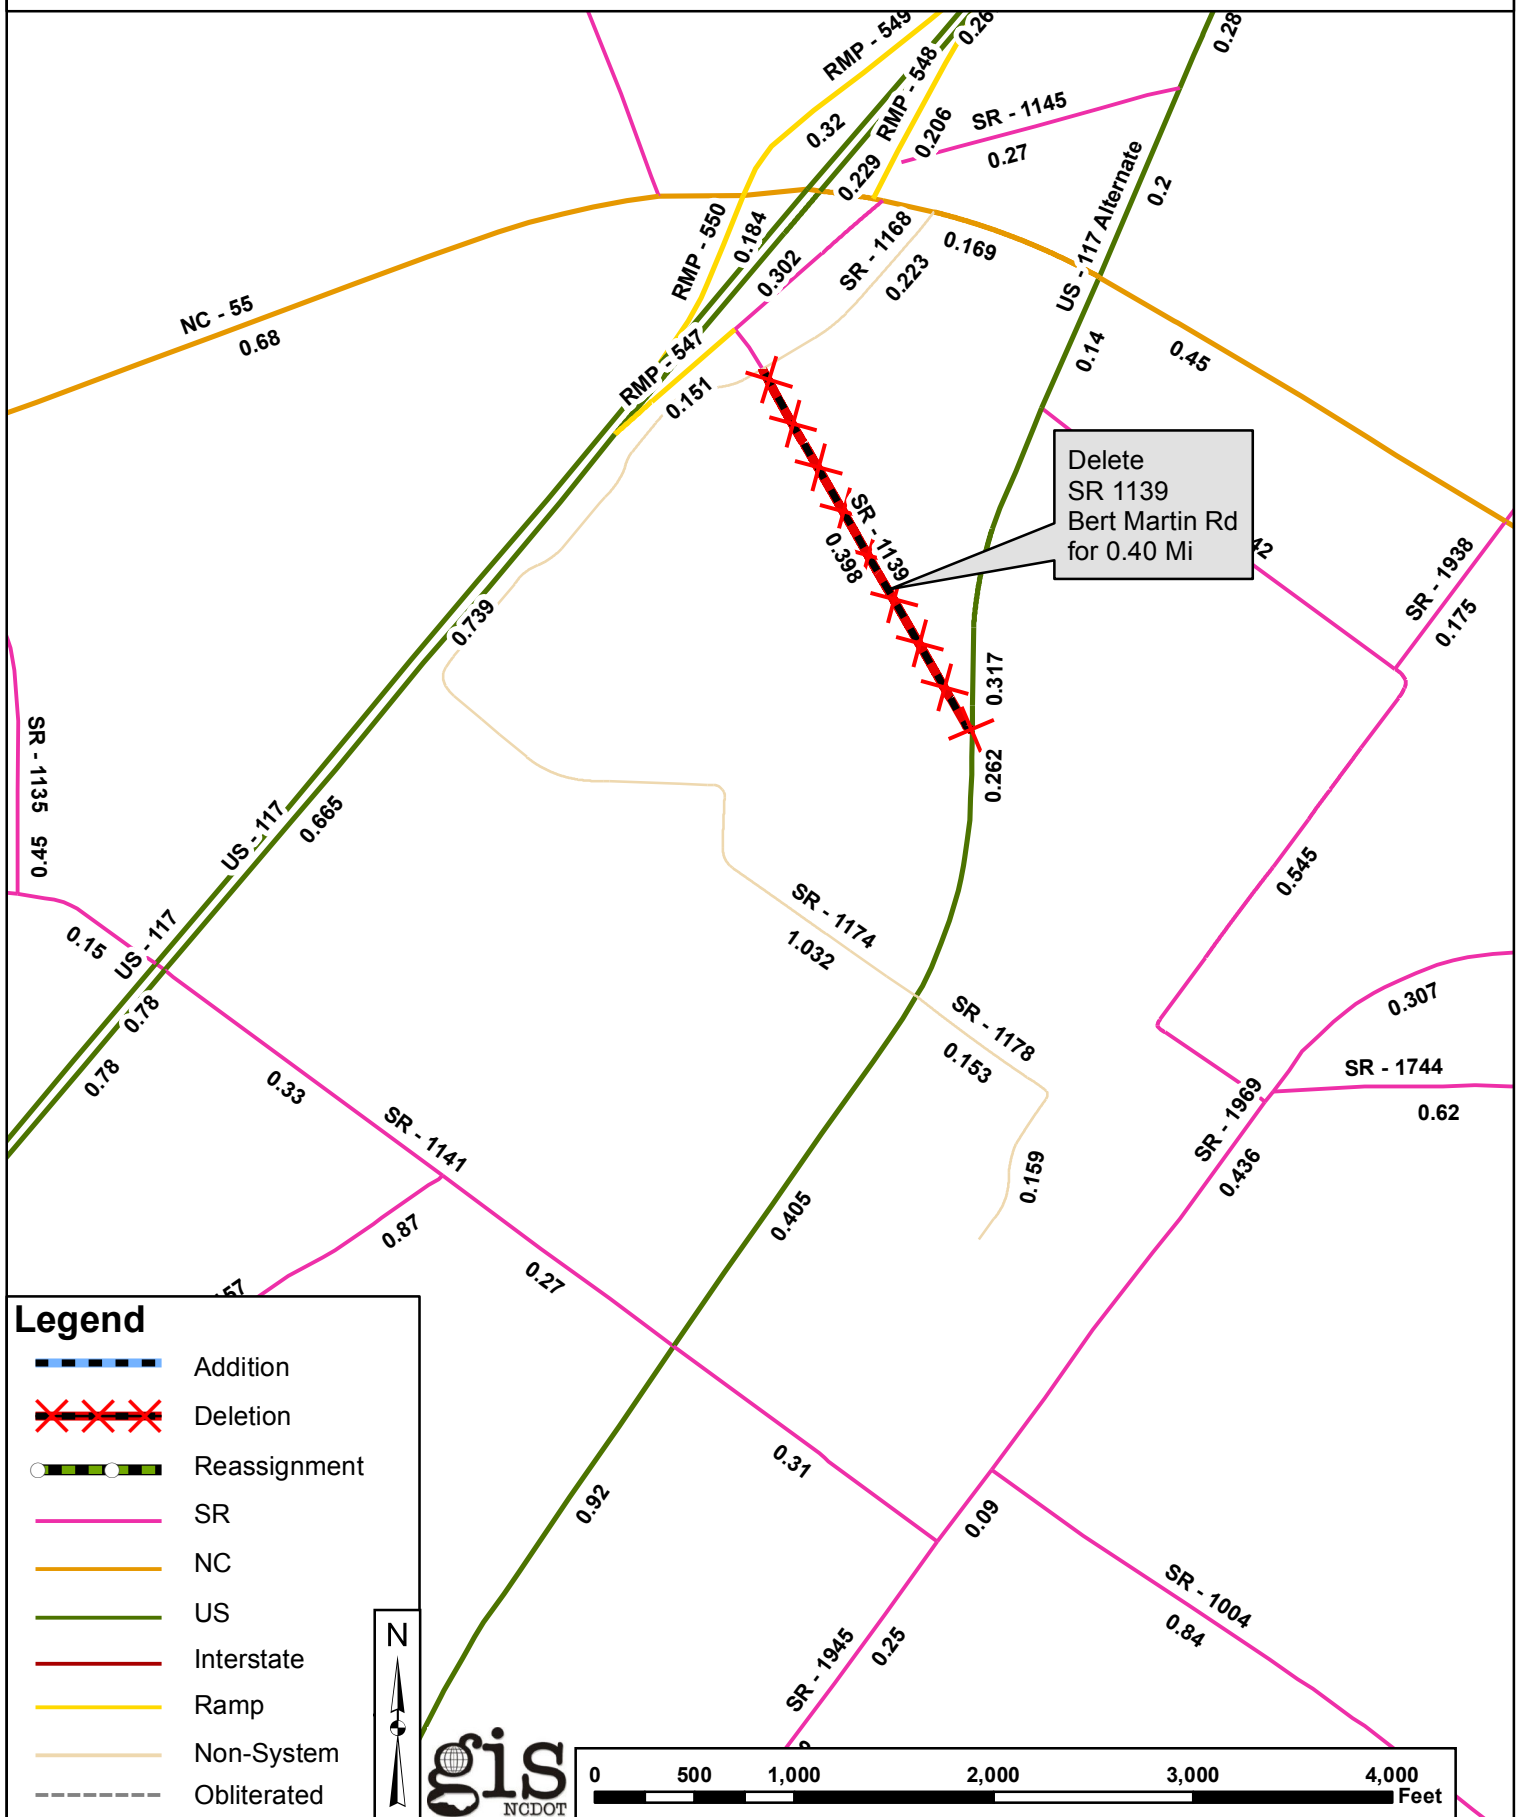 RMP - 549
0.26
0.28
RMP - 548
0.32
0.206
SR - 1145
0.27
0.229
US - 117 Alternate
0.2
RMP - 550
0.184
0.302
SR - 1168
0.223
0.169
NC - 55
0.68
RMP - 547
0.151
0.14
0.45
Delete
SR 1139
Bert Martin Rd
for 0.40 Mi
SR - 1139
0.398
42
SR - 1938
0.175
0.739
0.317
0.262
SR - 1135
0.45
US - 117
0.665
0.545
SR - 1174
1.032
US - 117
0.15
0.78
0.78
SR - 1178
0.153
0.307
SR - 1744
0.62
0.33
SR - 1141
SR - 1969
0.436
0.159
0.87
0.405
0.27
57
0.31
0.92
0.09
SR - 1004
0.84
SR - 1945
0.25
Legend
Addition
Deletion
Reassignment
SR
NC
US
Interstate
Ramp
Non-System
Obliterated
N
gis
NCDOT
0 500 1,000 2,000 3,000 4,000
Feet